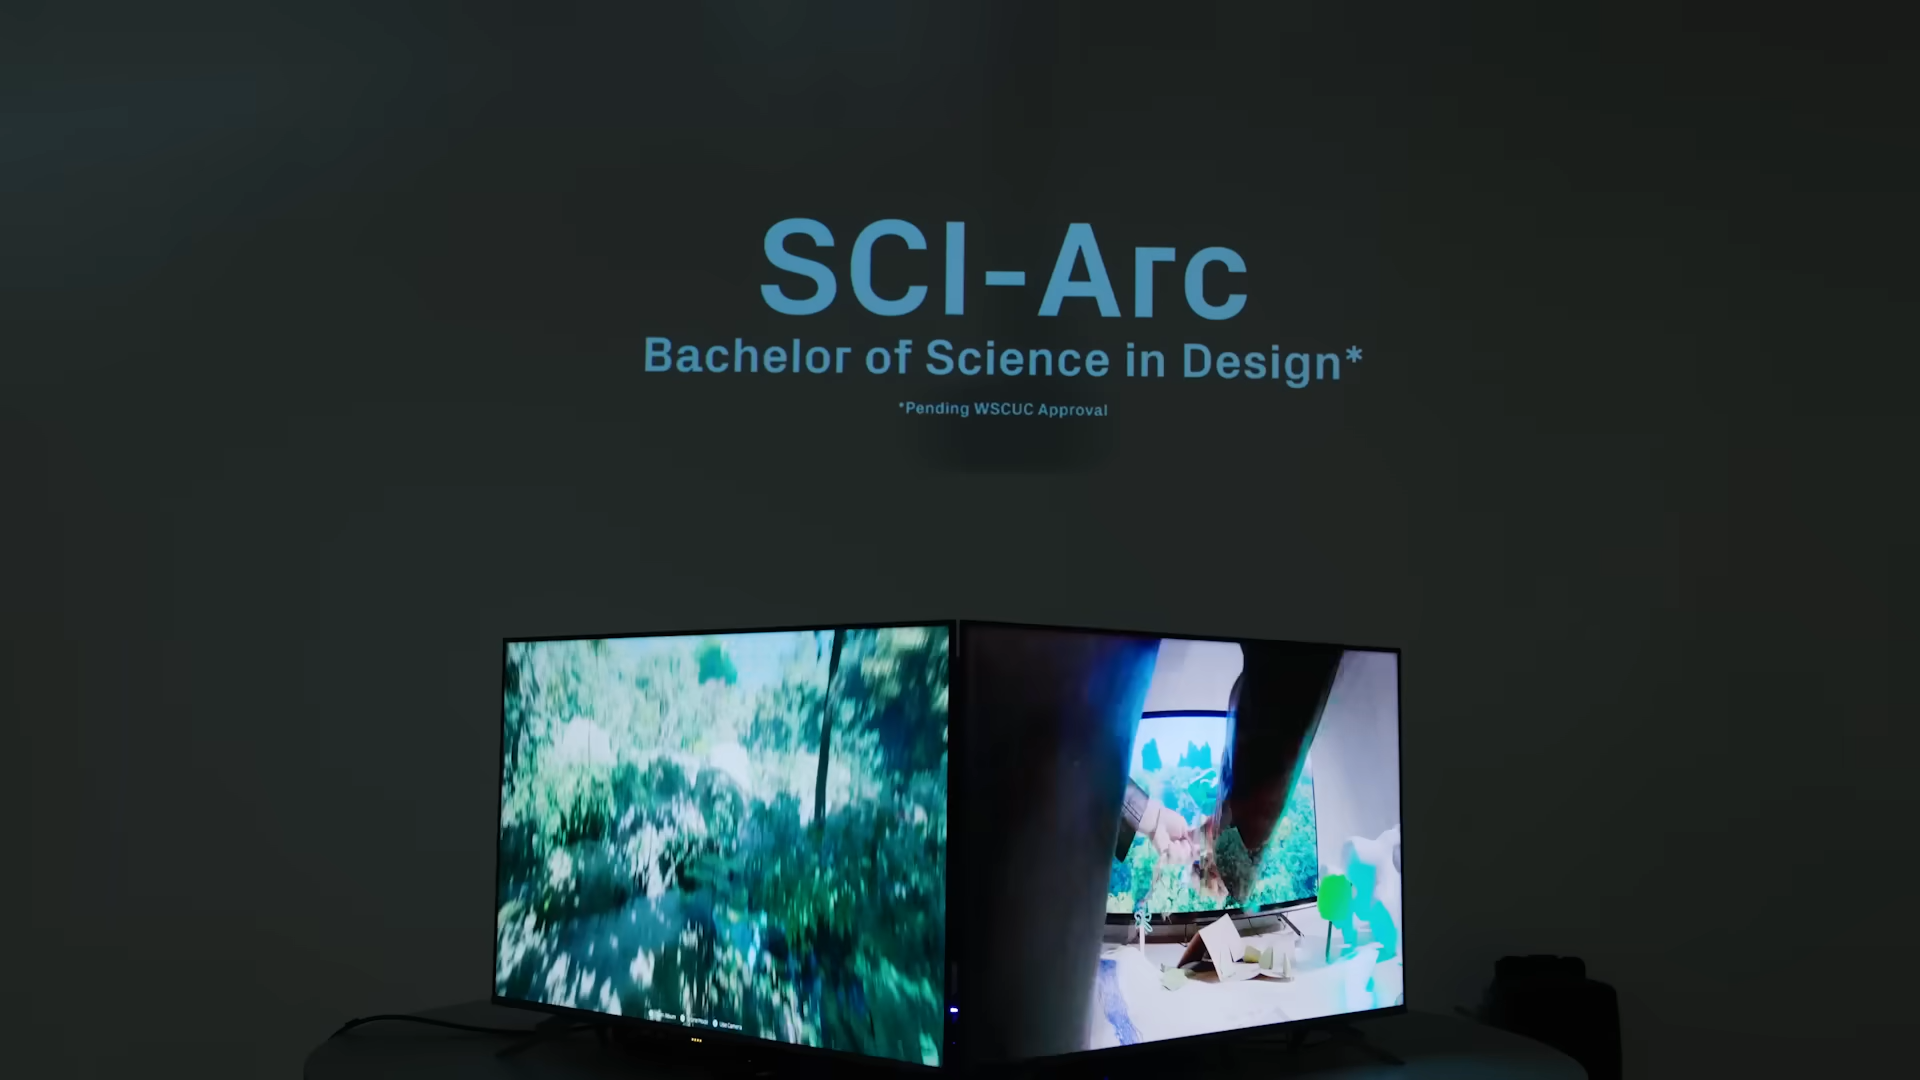 SCI-Arc
Bachelor of Science in Design*
*Pending WSCUC Approval